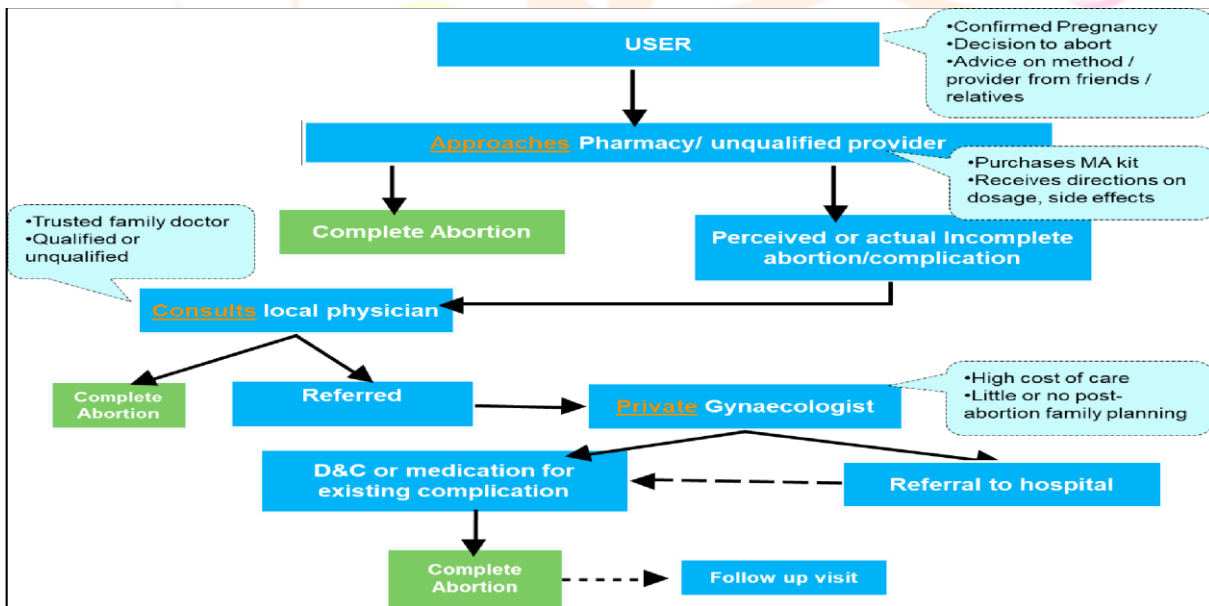 USER
•Confirmed Pregnancy
•Decision to abort
•Advice on method /
provider from friends /
relatives
Approaches Pharmacy/ unqualified provider
•Purchases MA kit
•Receives directions on
dosage, side effects
Complete Abortion
Perceived or actual Incomplete
abortion/complication
•Trusted family doctor
•Qualified or
unqualified
Consults local physician
Complete
Abortion
Referred
Private Gynaecologist
•High cost of care
•Little or no post-
abortion family planning
D&C or medication for
existing complication
Referral to hospital
Complete
Abortion
Follow up visit